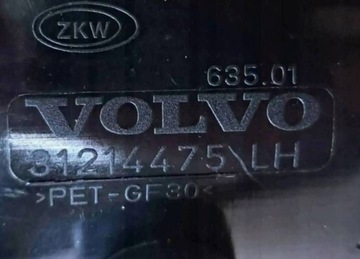 ZKW
635.01
VOLVO
31214475\LH
>PET-GF30<